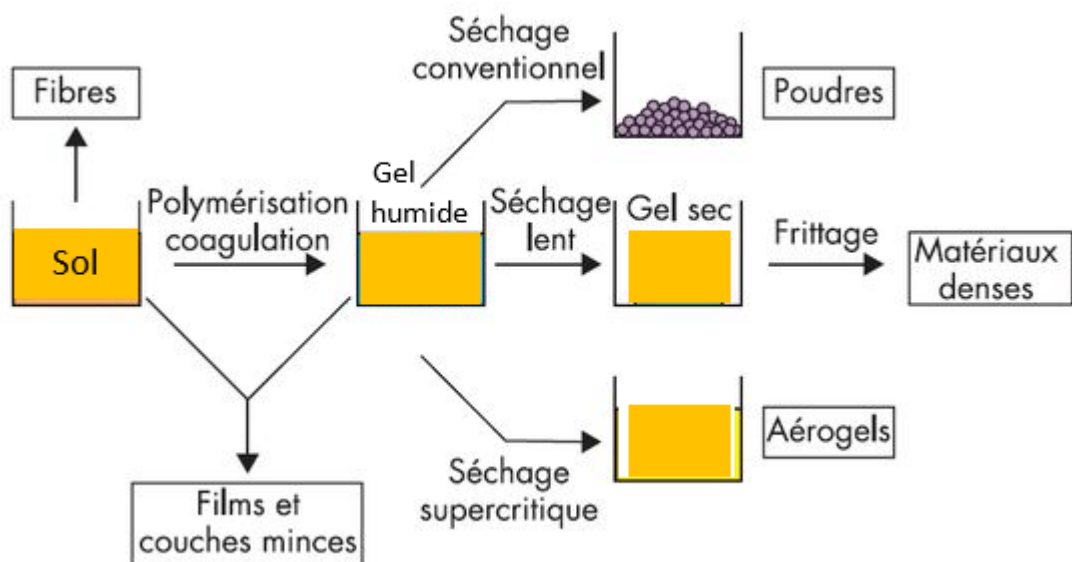 Séchage
conventionnel
Fibres
Poudres
Gel
humide
Polymérisation
coagulation
Séchage
lent
Gel sec
Frittage
Sol
Matériaux
denses
Aérogels
Séchage
supercritique
Films et
couches minces